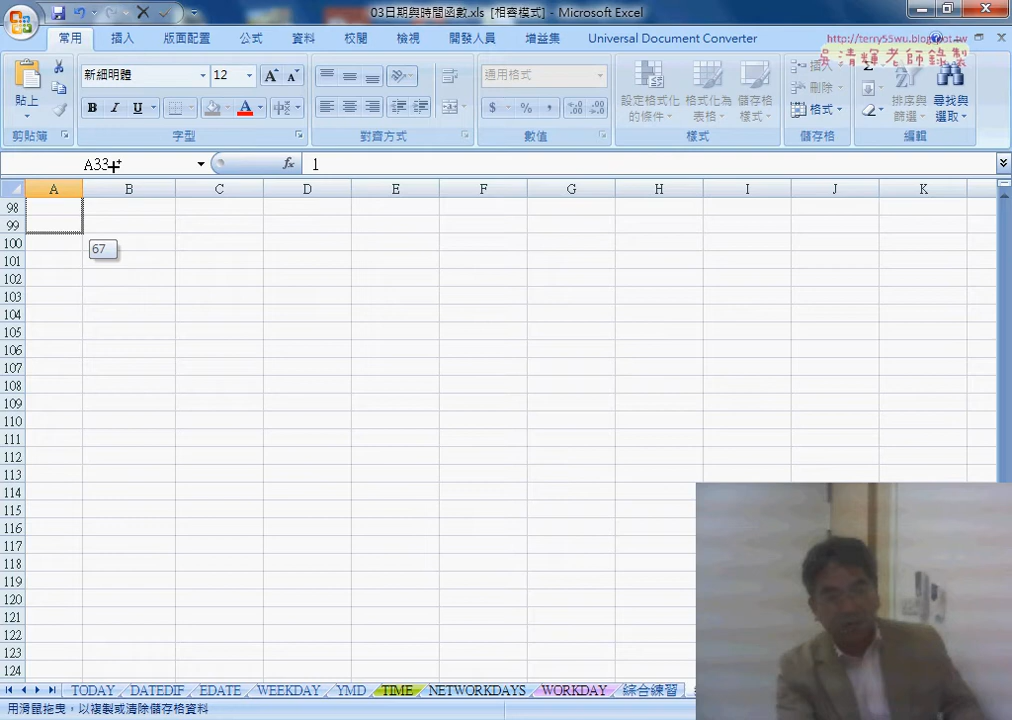 03日期與時間函數.xls [相容模式] - Microsoft Excel
常用 插入 版面配置 公式 資料 校閱 檢視 開發人員 增益集 Universal Document Converter
http://terry55wu.blogspot.tw
吳清輝老師錄製
新細明體 12 通用格式
貼上 B I U A $ % , 設定格式化的條件 格式化為表格 儲存格樣式 插入 刪除 格式 排序與篩選 尋找與選取
剪貼簿 字型 對齊方式 數值 樣式 儲存格 編輯
A33 fx 1
A B C D E F G H I J K
98
99
100 67
101
102
103
104
105
106
107
108
109
110
111
112
113
114
115
116
117
118
119
120
121
122
123
124
TODAY DATEDIF EDATE WEEKDAY YMD TIME NETWORKDAYS WORKDAY 綜合練習
用滑鼠拖曳，以複製或清除儲存格資料